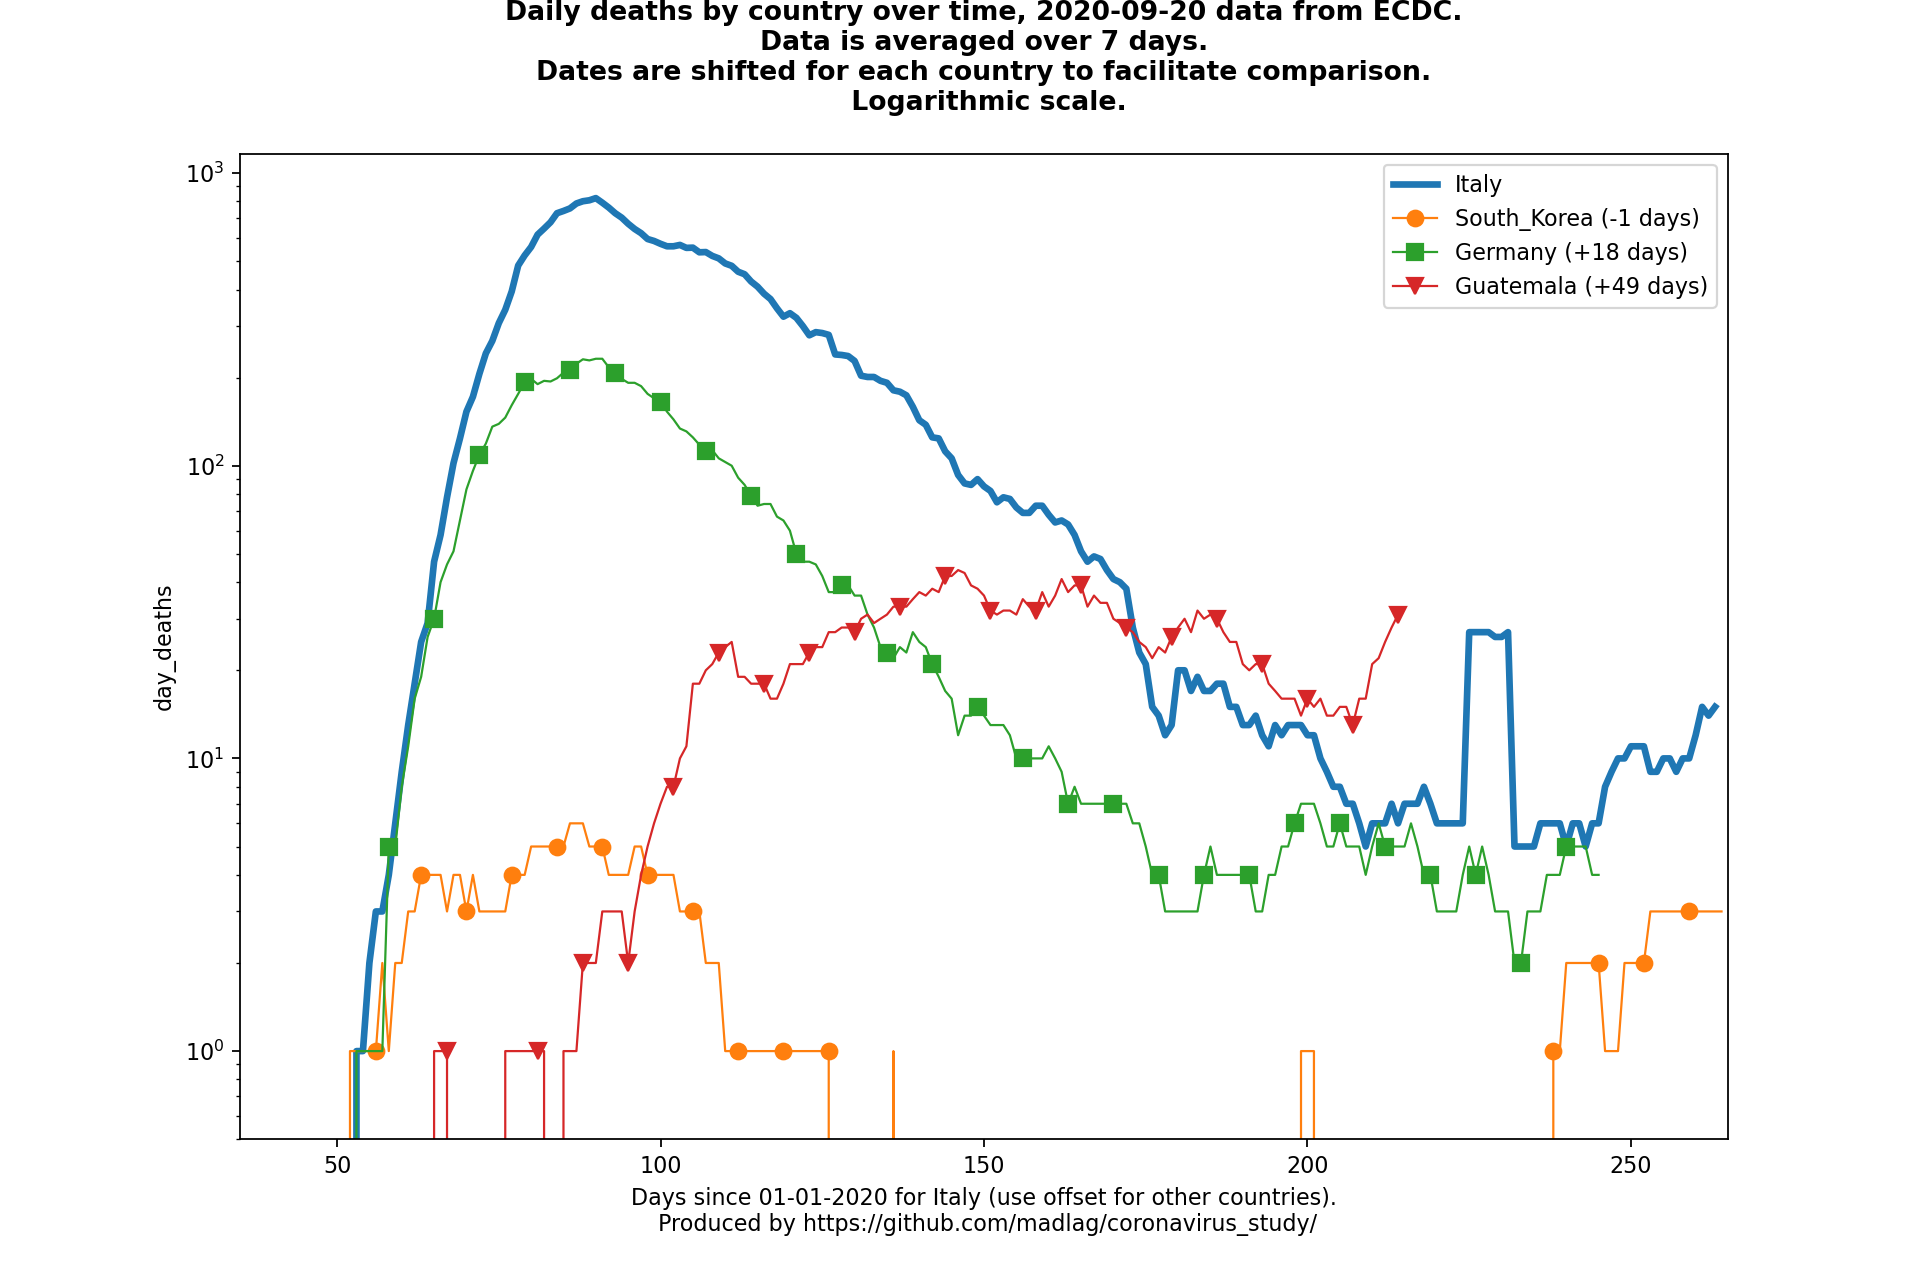 Daily deaths by country over time, 2020-09-20 data from ECDC.
Data is averaged over 7 days.
Dates are shifted for each country to facilitate comparison.
Logarithmic scale.
10³
10²
10¹
10⁰
day_deaths
Italy
South_Korea (-1 days)
Germany (+18 days)
Guatemala (+49 days)
50 100 150 200 250
Days since 01-01-2020 for Italy (use offset for other countries).
Produced by https://github.com/madlag/coronavirus_study/